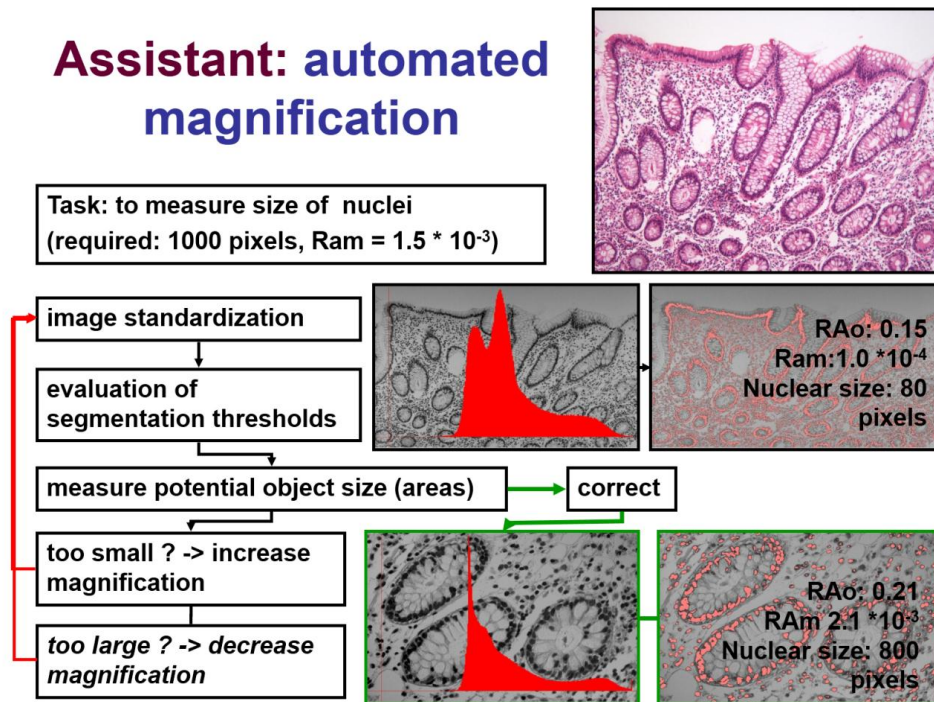 Assistant: automated
magnification
Task: to measure size of nuclei
(required: 1000 pixels, Ram = 1.5 * 10⁻³)
image standardization
evaluation of
segmentation thresholds
measure potential object size (areas)
correct
too small ? -> increase
magnification
too large ? -> decrease
magnification
RAo: 0.15
Ram:1.0 *10⁻⁴
Nuclear size: 80
pixels
RAo: 0.21
RAm 2.1 *10⁻³
Nuclear size: 800
pixels